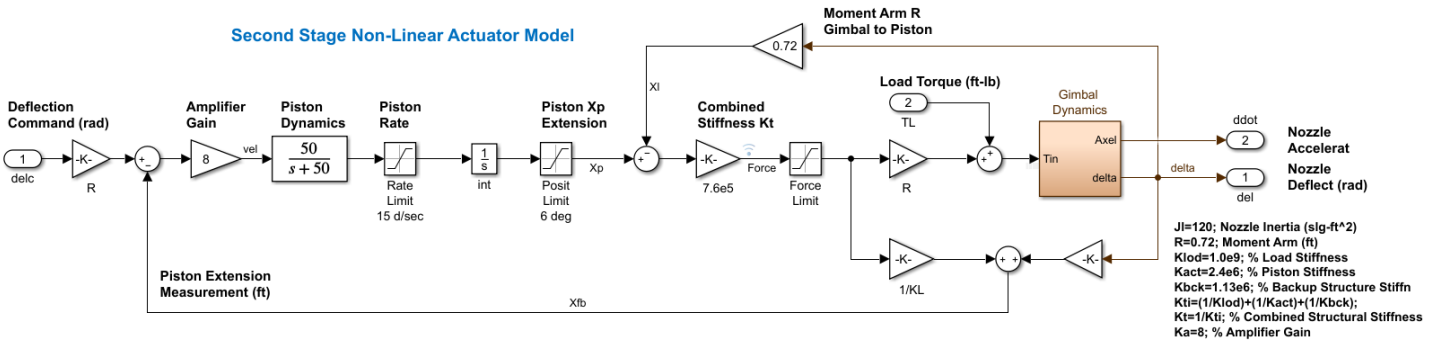 Second Stage Non-Linear Actuator Model
Moment Arm R
Gimbal to Piston
0.72
Xl
Deflection
Command (rad)
1
delc
-K-
R
Amplifier
Gain
8
vel
Piston
Dynamics
50
s + 50
Piston
Rate
Rate
Limit
15 d/sec
1
s
int
Piston Xp
Extension
Posit
Limit
6 deg
Xp
Combined
Stiffness Kt
-K-
7.6e5
Force
Force
Limit
Load Torque (ft-lb)
2
TL
-K-
R
Gimbal
Dynamics
Tin
Axel
delta
delta
ddot
2
Nozzle
Accelerat
1
del
Nozzle
Deflect (rad)
-K-
1/KL
-K-
Piston Extension
Measurement (ft)
Xfb
Jl=120; Nozzle Inertia (slg-ft^2)
R=0.72; Moment Arm (ft)
Klod=1.0e9; % Load Stiffness
Kact=2.4e6; % Piston Stiffness
Kbck=1.13e6; % Backup Structure Stiffn
Kti=(1/Klod)+(1/Kact)+(1/Kbck);
Kt=1/Kti; % Combined Structural Stiffness
Ka=8; % Amplifier Gain